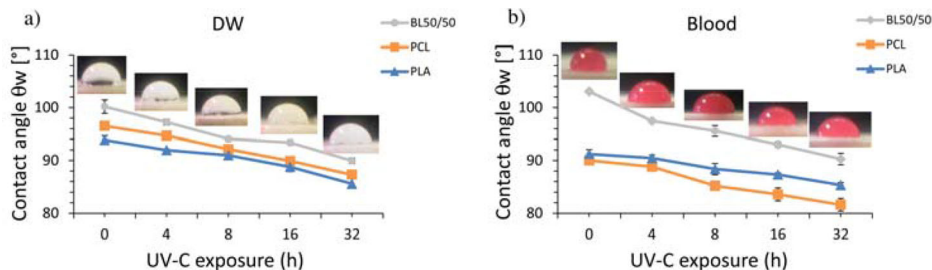 a)
DW
BL50/50
PCL
PLA
Contact angle θw [°]
110
100
90
80
0 4 8 16 32
UV-C exposure (h)
b)
Blood
BL50/50
PCL
PLA
Contact angle θw [°]
110
100
90
80
0 4 8 16 32
UV-C exposure (h)